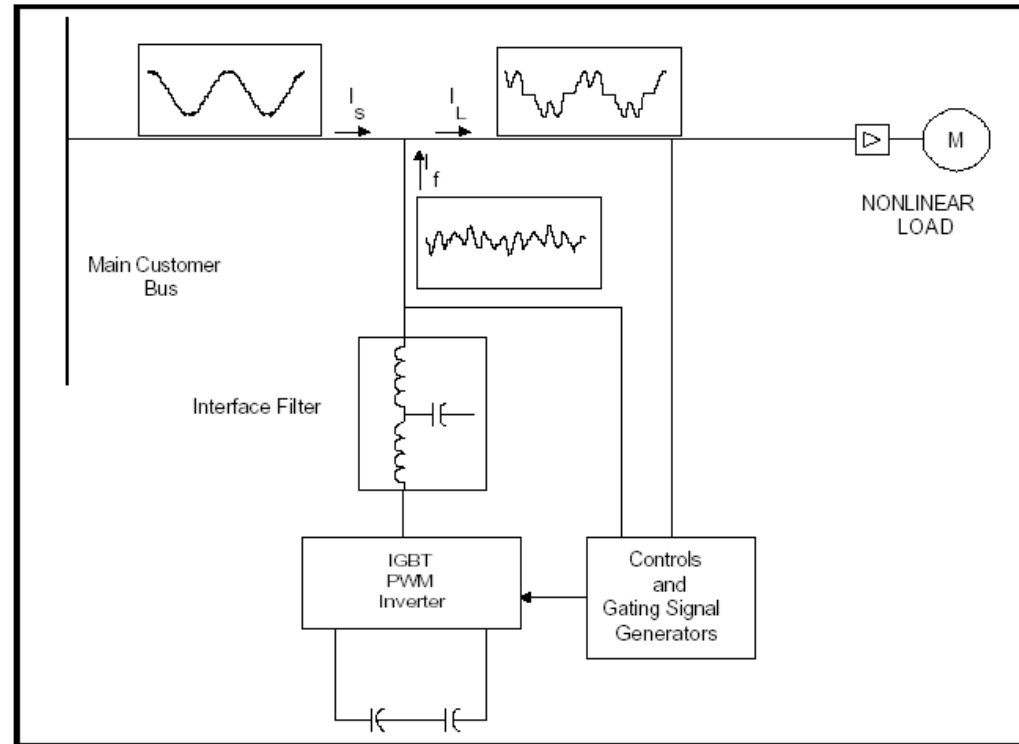 I
s
I
L
I
f
M
NONLINEAR
LOAD
Main Customer
Bus
Interface Filter
IGBT
PWM
Inverter
Controls
and
Gating Signal
Generators